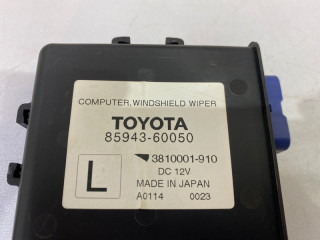 COMPUTER, WINDSHIELD WIPER
TOYOTA
85943-60050
3810001-910
L
DC 12V
MADE IN JAPAN
A0114 0023